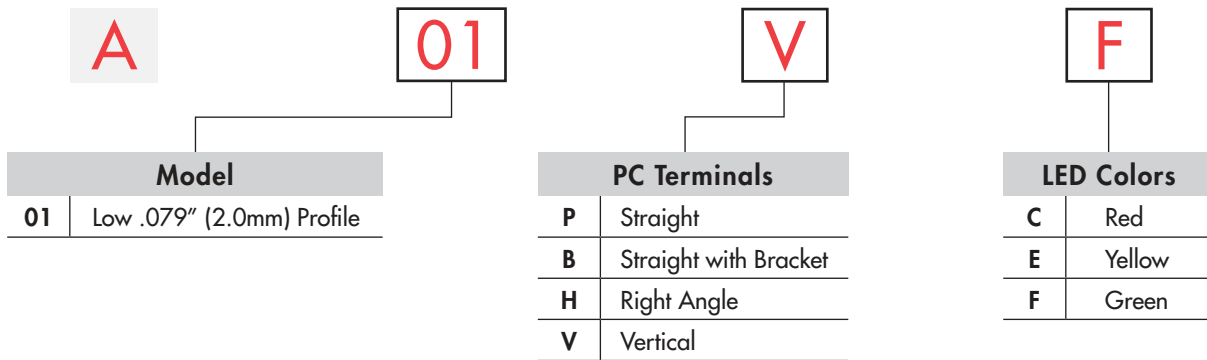 A 01 V F
Model
01 Low .079" (2.0mm) Profile
PC Terminals
P Straight
B Straight with Bracket
H Right Angle
V Vertical
LED Colors
C Red
E Yellow
F Green